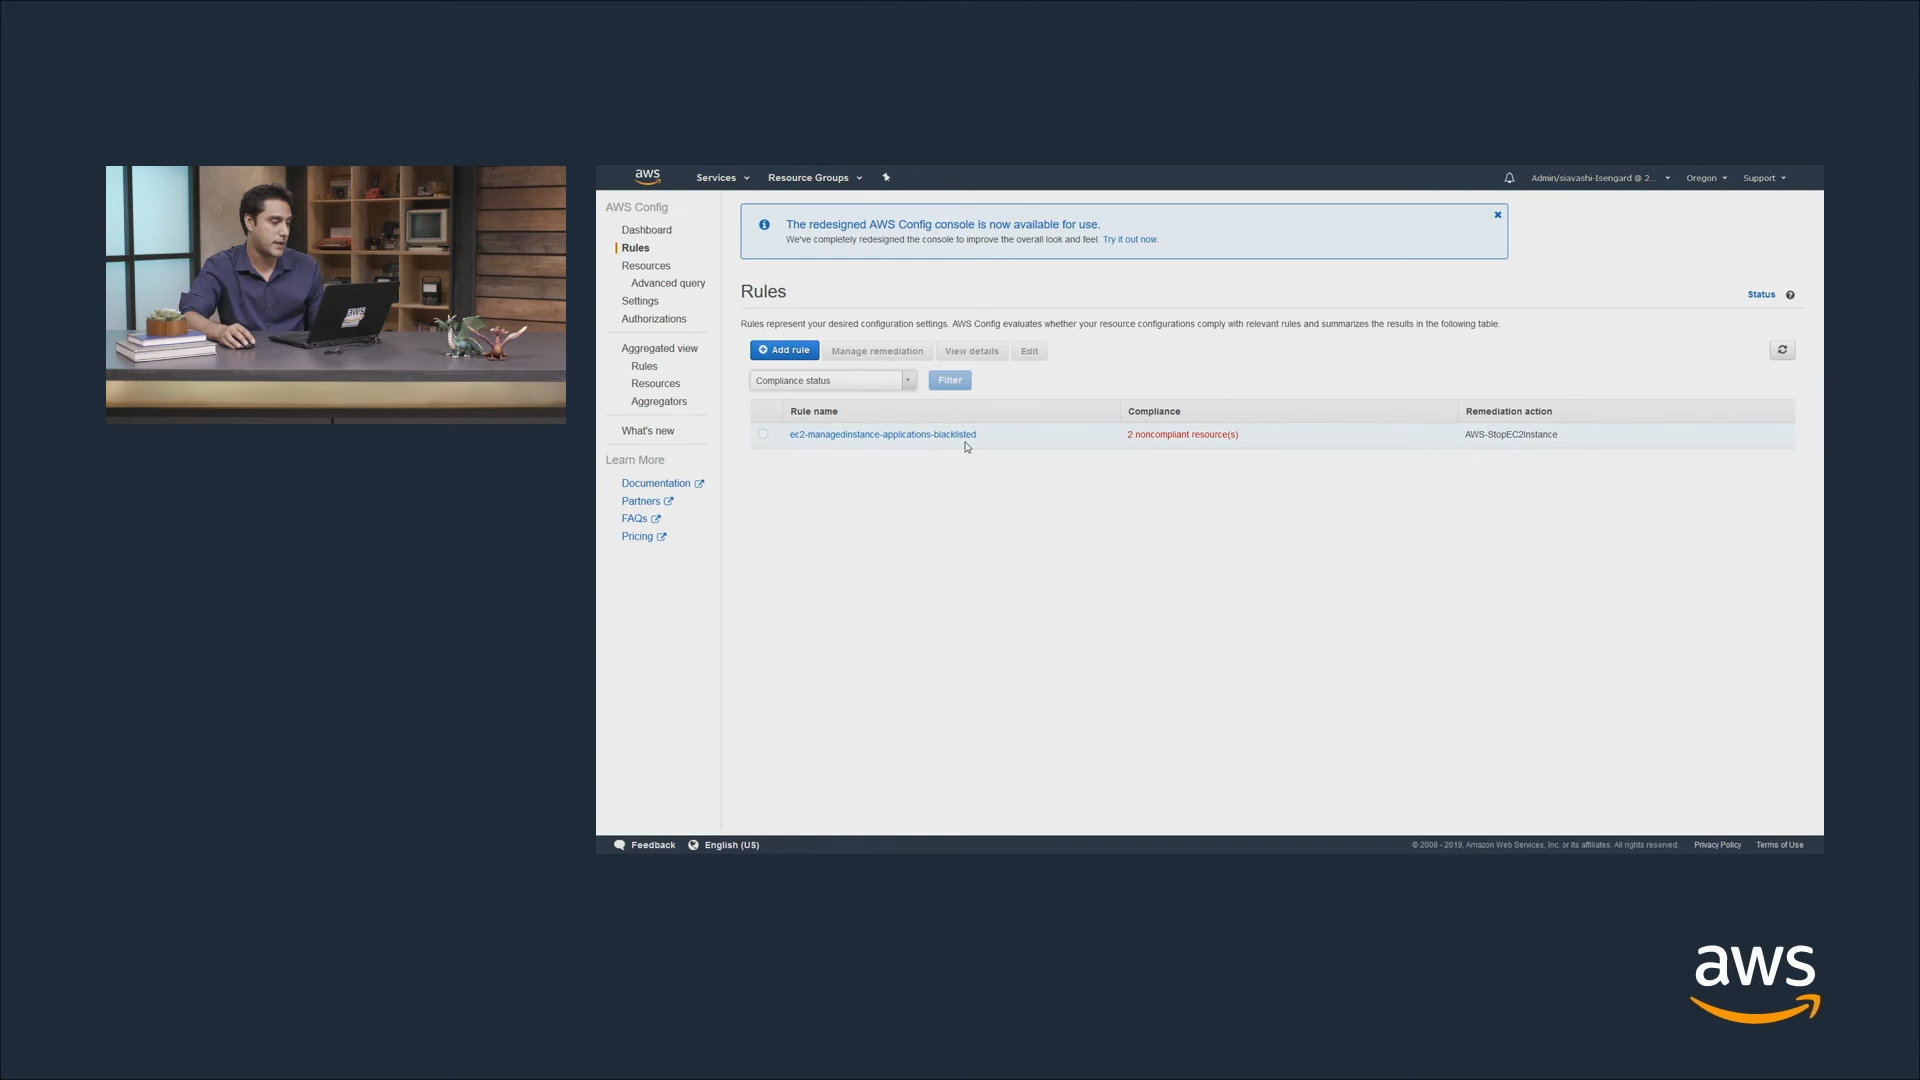 aws
aws Services Resource Groups Admin/siavashi-Isengard @ 2... Oregon Support
AWS Config
Dashboard
Rules
Resources
Advanced query
Settings
Authorizations
Aggregated view
Rules
Resources
Aggregators
What's new
Learn More
Documentation
Partners
FAQs
Pricing
The redesigned AWS Config console is now available for use.
We've completely redesigned the console to improve the overall look and feel. Try it out now.
Rules
Status
Rules represent your desired configuration settings. AWS Config evaluates whether your resource configurations comply with relevant rules and summarizes the results in the following table.
Add rule Manage remediation View details Edit
Compliance status Filter
Rule name Compliance Remediation action
ec2-managedinstance-applications-blacklisted 2 noncompliant resource(s) AWS-StopEC2Instance
Feedback English (US) © 2008 - 2019, Amazon Web Services, Inc. or its affiliates. All rights reserved. Privacy Policy Terms of Use
aws